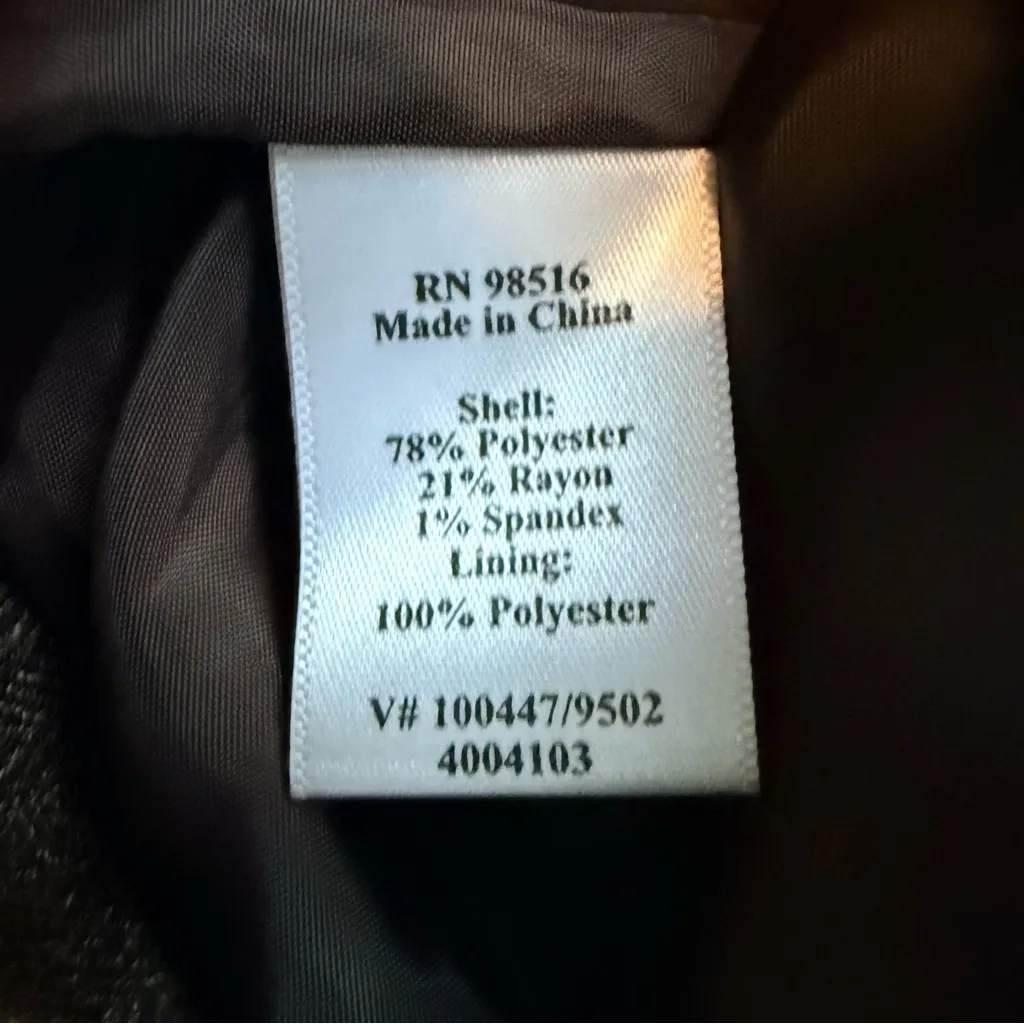 RN 98516
Made in China
Shell:
78% Polyester
21% Rayon
1% Spandex
Lining:
100% Polyester
V# 100447/9502
4004103